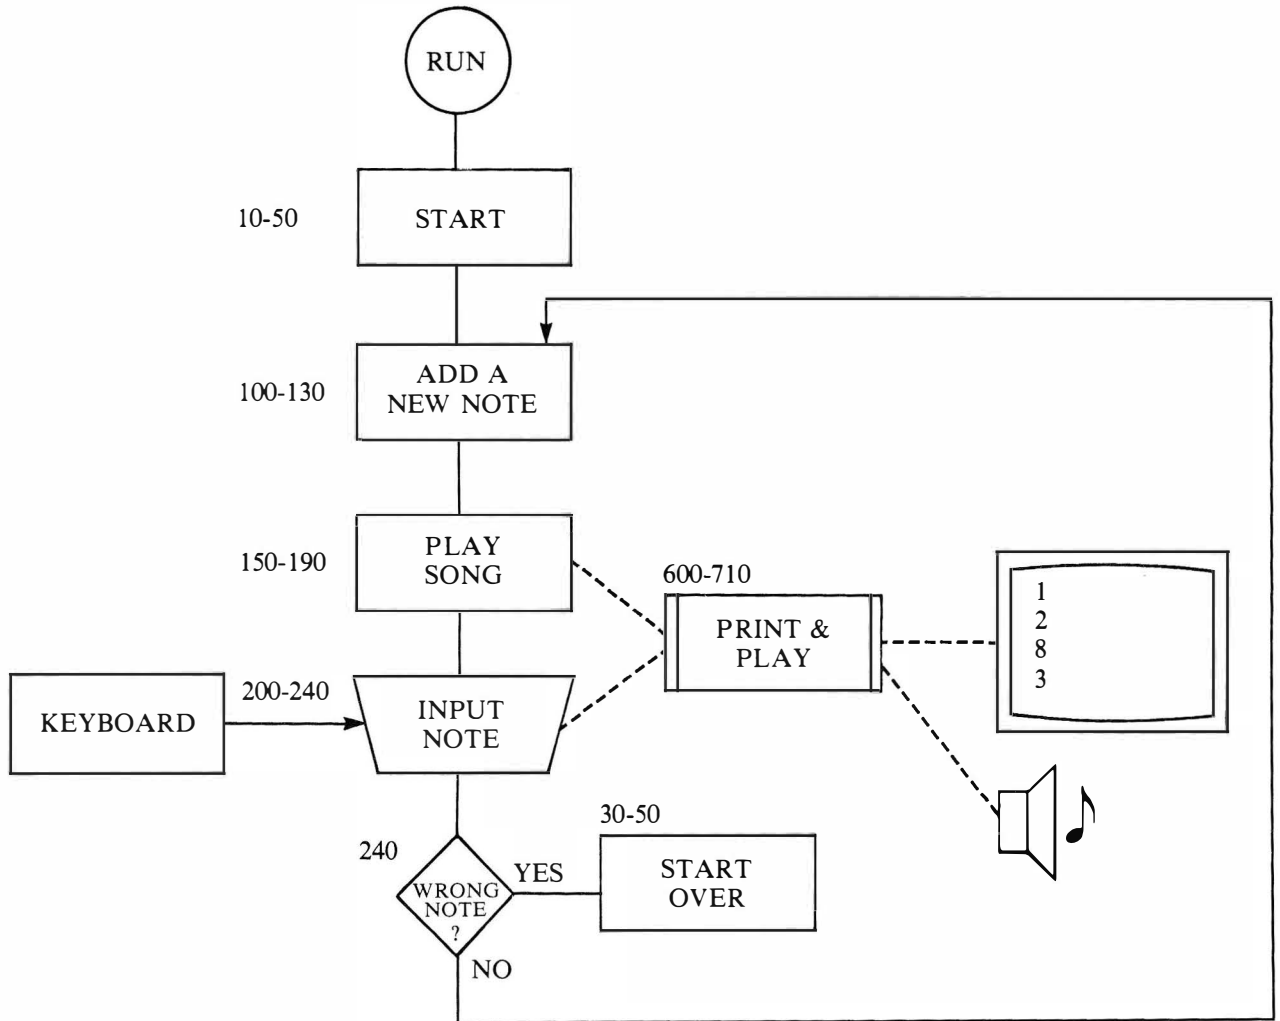 RUN
10-50
START
100-130
ADD A
NEW NOTE
150-190
PLAY
SONG
600-710
PRINT &
PLAY
1
2
8
3
KEYBOARD
200-240
INPUT
NOTE
240
WRONG
NOTE
?
YES
30-50
START
OVER
NO